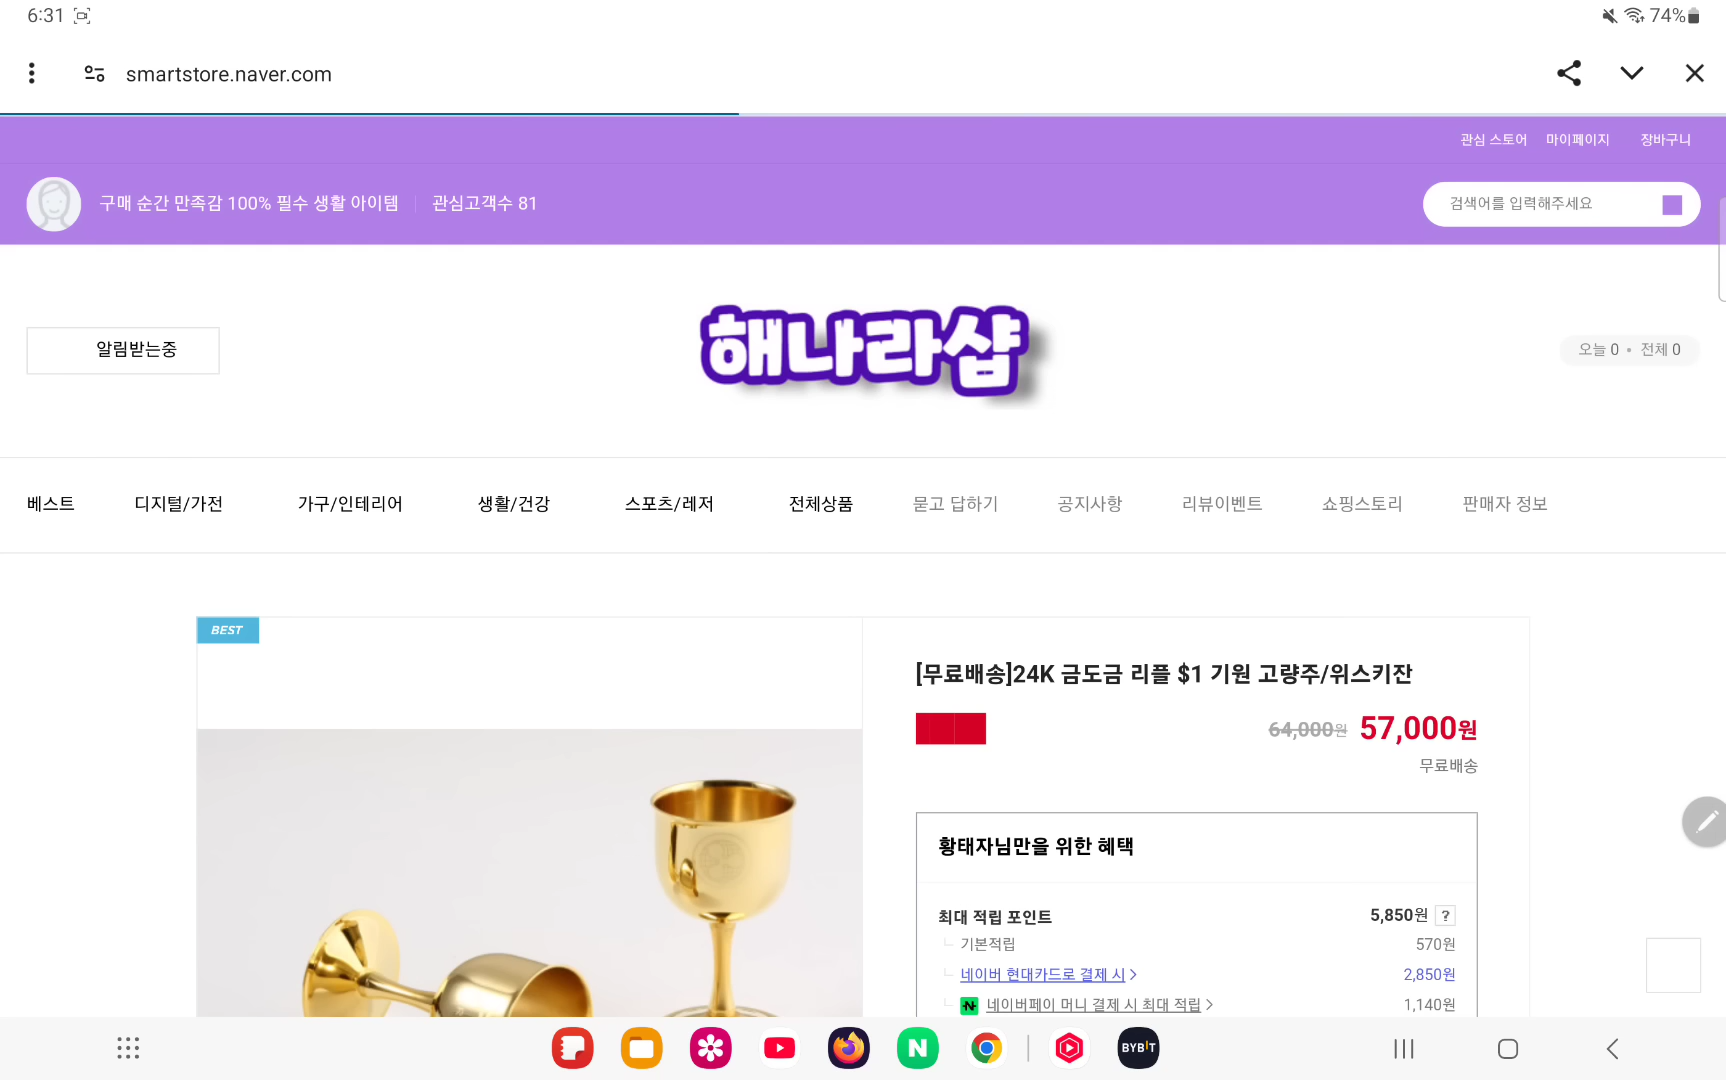 6:31
74%
smartstore.naver.com
관심 스토어 마이페이지 장바구니
구매 순간 만족감 100% 필수 생활 아이템 관심고객수 81
검색어를 입력해주세요
알림받는중
해나라샵
오늘 0 • 전체 0
베스트 디지털/가전 가구/인테리어 생활/건강 스포츠/레저 전체상품 묻고 답하기 공지사항 리뷰이벤트 쇼핑스토리 판매자 정보
BEST
[무료배송]24K 금도금 리플 $1 기원 고량주/위스키잔
64,000원 57,000원
무료배송
황태자님만을 위한 혜택
최대 적립 포인트 5,850원 ?
기본적립 570원
네이버 현대카드로 결제 시 2,850원
N 네이버페이 머니 결제 시 최대 적립 1,140원
N
BYBIT